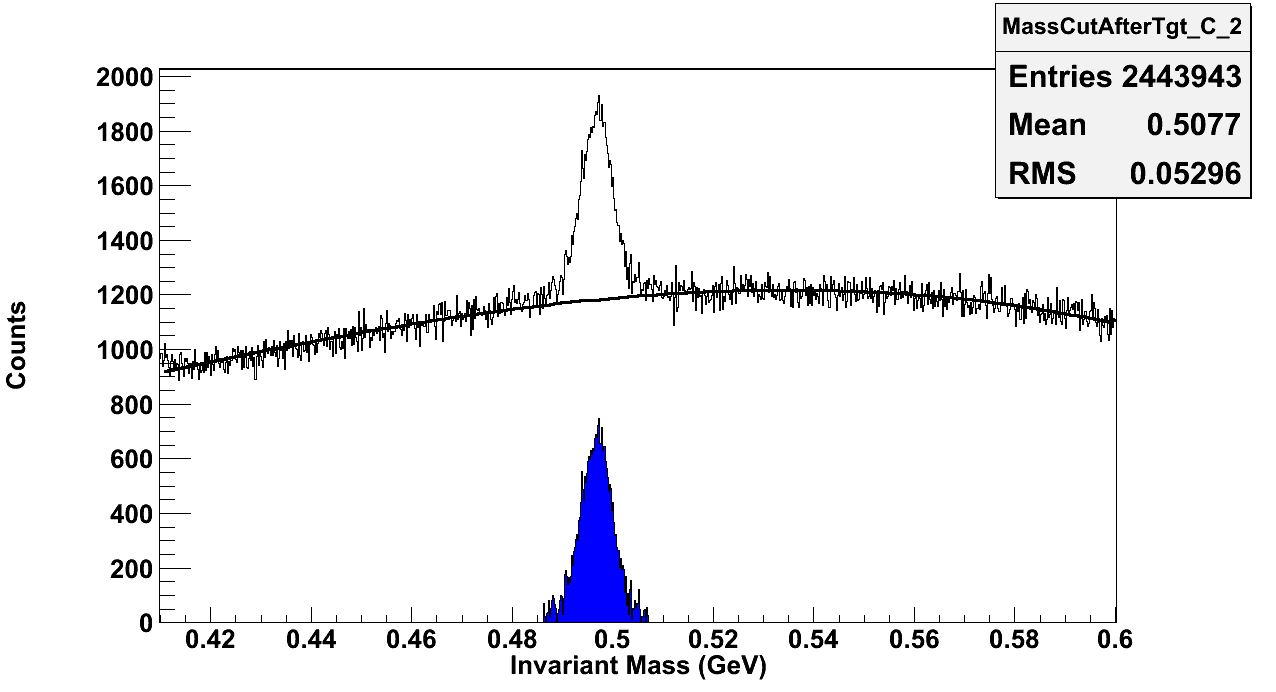 MassCutAfterTgt_C_2
Entries 2443943
Mean 0.5077
RMS 0.05296
Counts
2000
1800
1600
1400
1200
1000
800
600
400
200
0
0.42 0.44 0.46 0.48 0.5 0.52 0.54 0.56 0.58 0.6
Invariant Mass (GeV)